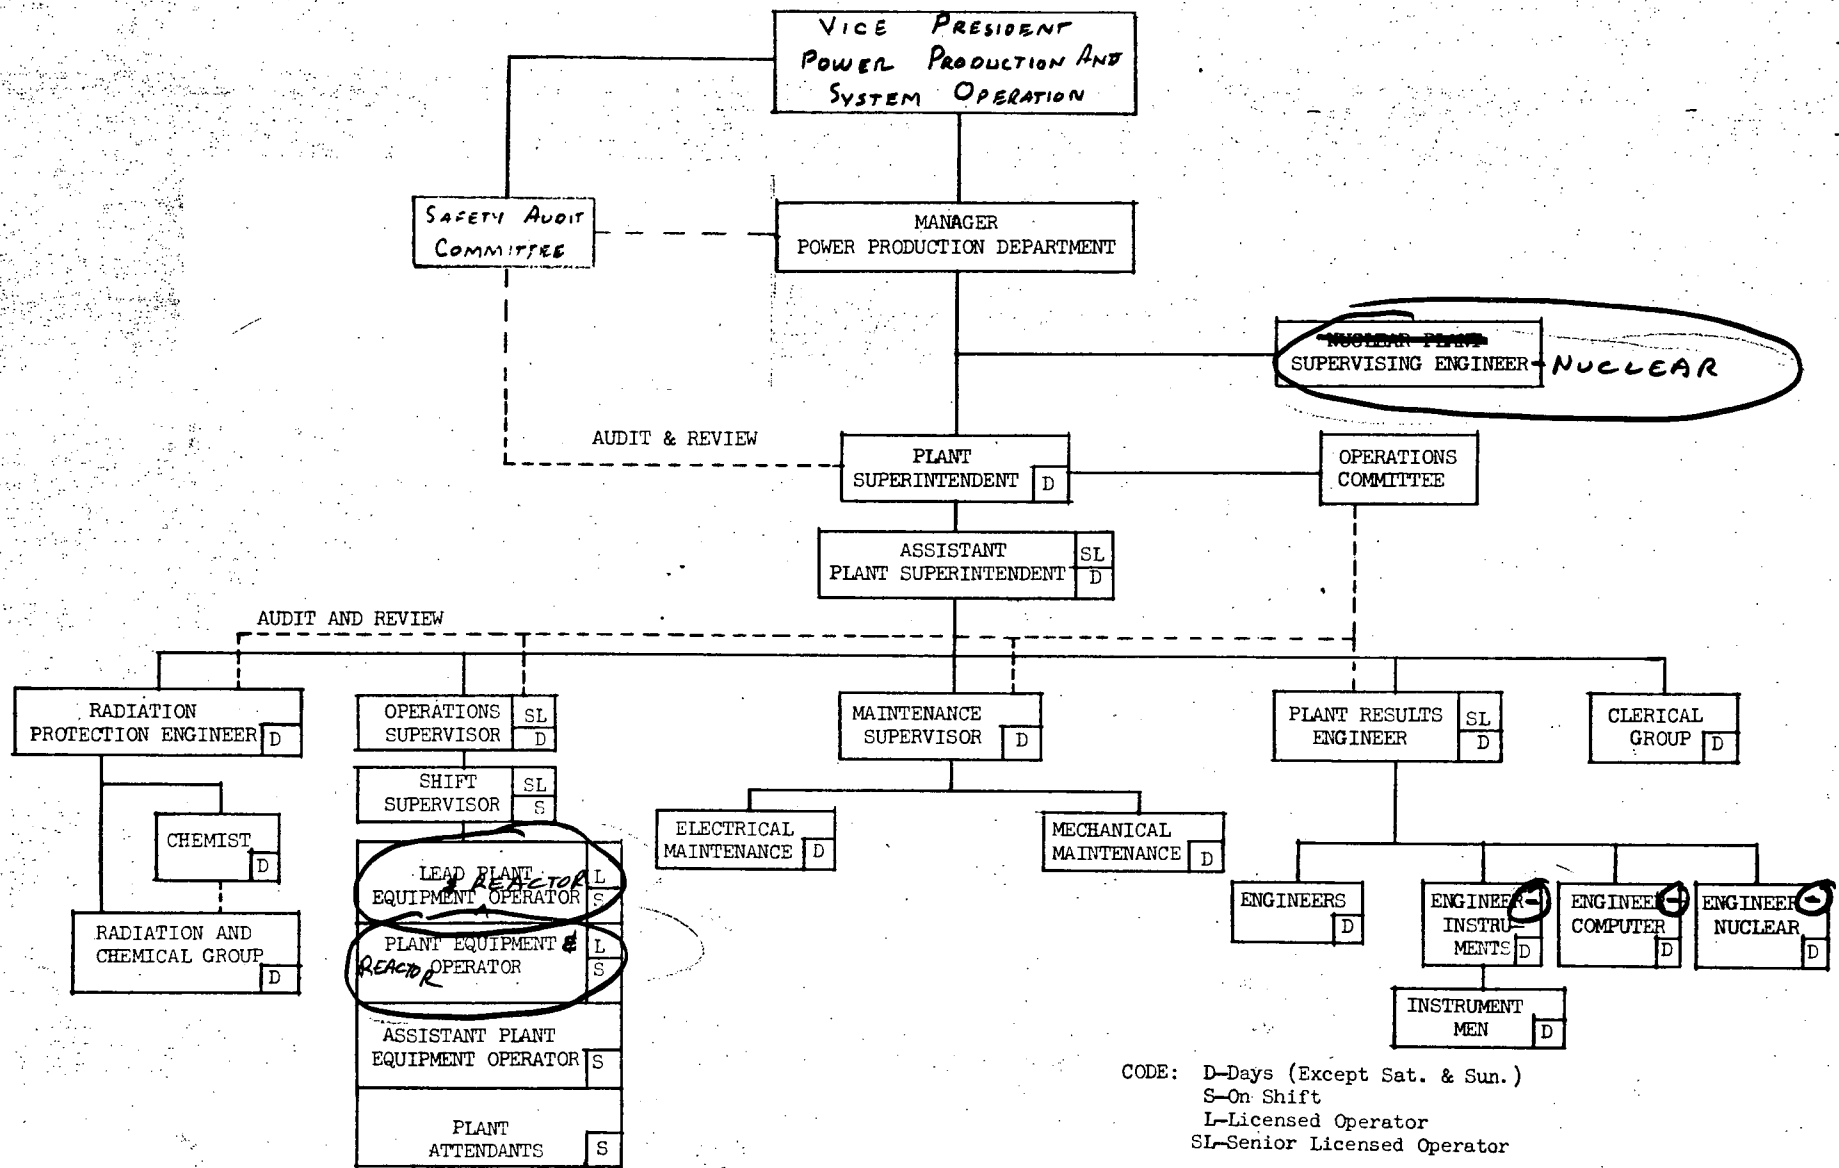 VICE PRESIDENT
POWER PRODUCTION AND
SYSTEM OPERATION
SAFETY AUDIT
COMMITTEE
MANAGER
POWER PRODUCTION DEPARTMENT
NUCLEAR PLANT
SUPERVISING ENGINEER - NUCLEAR
AUDIT & REVIEW
PLANT
SUPERINTENDENT D
OPERATIONS
COMMITTEE
ASSISTANT SL
PLANT SUPERINTENDENT D
AUDIT AND REVIEW
RADIATION
PROTECTION ENGINEER D
OPERATIONS SL
SUPERVISOR D
MAINTENANCE
SUPERVISOR D
PLANT RESULTS SL
ENGINEER D
CLERICAL
GROUP D
SHIFT SL
SUPERVISOR S
CHEMIST
D
ELECTRICAL
MAINTENANCE D
MECHANICAL
MAINTENANCE D
LEAD PLANT L
& REACTOR
EQUIPMENT OPERATOR S
ENGINEERS
D
ENGINEER -
INSTRU-
MENTS D
ENGINEER -
COMPUTER
D
ENGINEER -
NUCLEAR
D
RADIATION AND
CHEMICAL GROUP
D
PLANT EQUIPMENT & L
REACTOR OPERATOR S
INSTRUMENT
MEN D
ASSISTANT PLANT
EQUIPMENT OPERATOR S
PLANT
ATTENDANTS S
CODE: D-Days (Except Sat. & Sun.)
S-On Shift
L-Licensed Operator
SL-Senior Licensed Operator